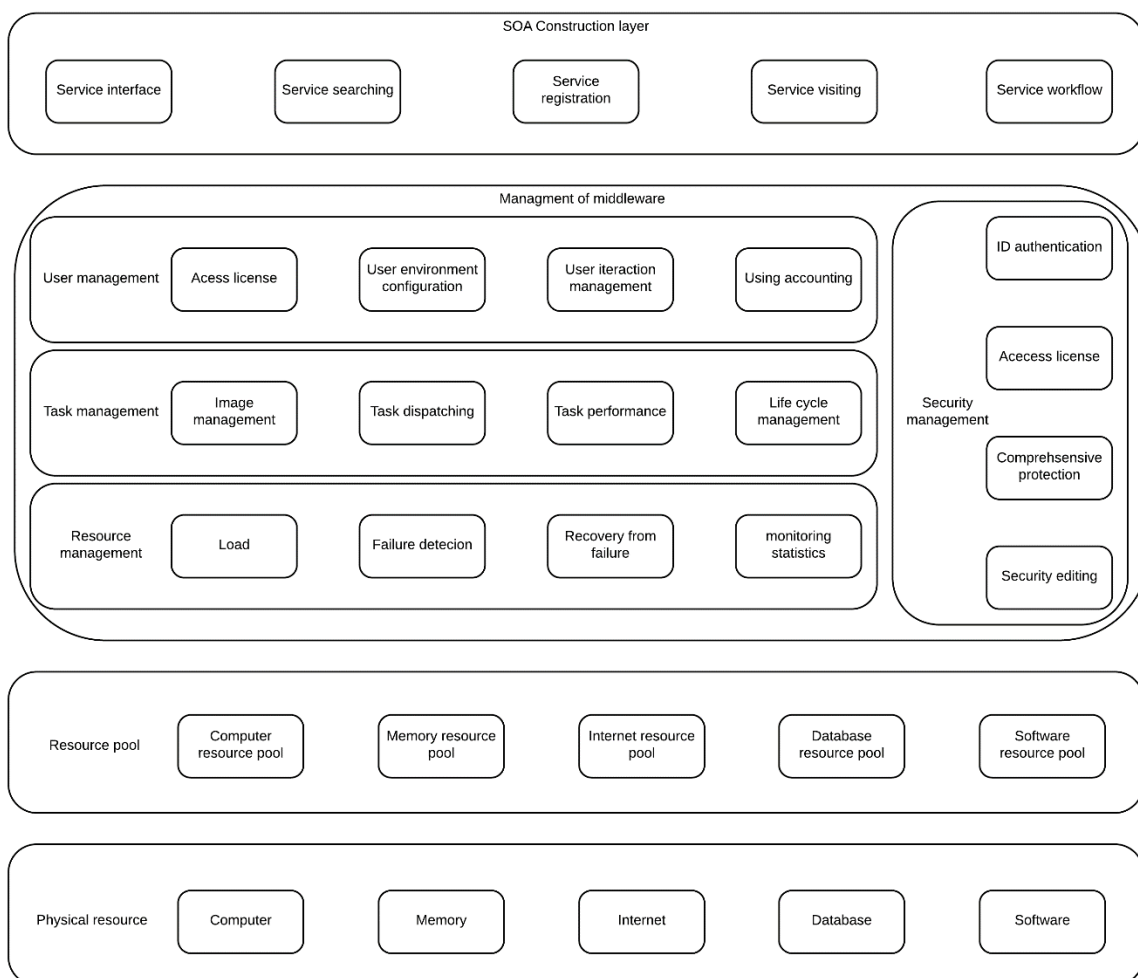 SOA Construction layer
Service interface
Service searching
Service
registration
Service visiting
Service workflow
Managment of middleware
User management
Acess license
User environment
configuration
User iteraction
management
Using accounting
Task management
Image
management
Task dispatching
Task performance
Life cycle
management
Resource
management
Load
Failure detecion
Recovery from
failure
monitoring
statistics
Security
management
ID authentication
Acecess license
Comprehsensive
protection
Security editing
Resource pool
Computer
resource pool
Memory resource
pool
Internet resource
pool
Database
resource pool
Software
resource pool
Physical resource
Computer
Memory
Internet
Database
Software